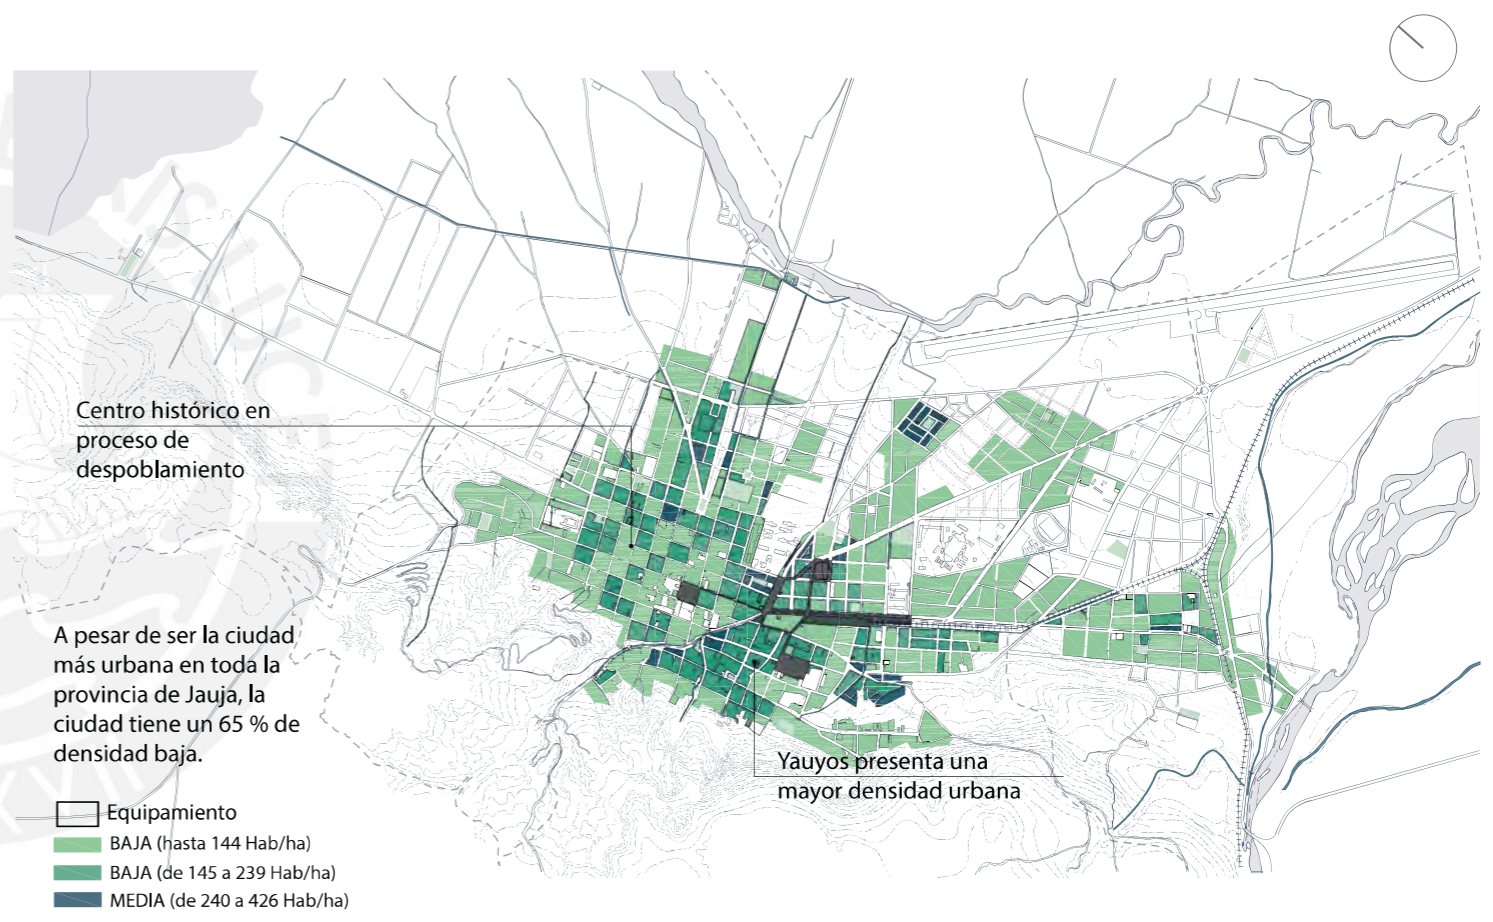 Centro histórico en
proceso de
despoblamiento
A pesar de ser la ciudad
más urbana en toda la
provincia de Jauja, la
ciudad tiene un 65 % de
densidad baja.
Yauyos presenta una
mayor densidad urbana
Equipamiento
BAJA (hasta 144 Hab/ha)
BAJA (de 145 a 239 Hab/ha)
MEDIA (de 240 a 426 Hab/ha)